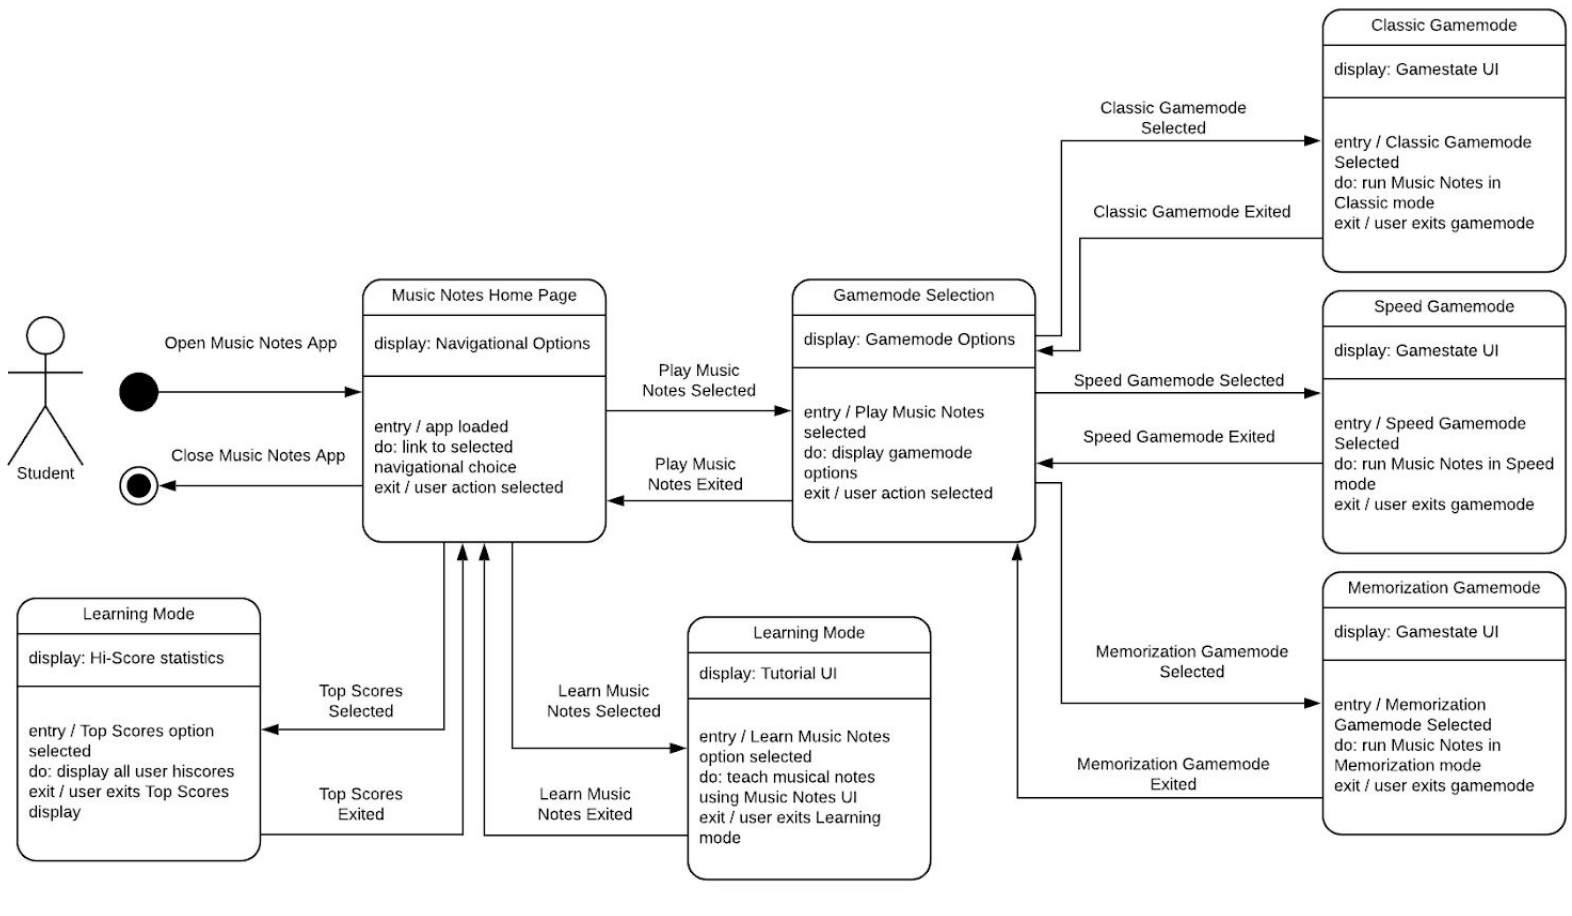 Student
Open Music Notes App
Close Music Notes App
Music Notes Home Page
display: Navigational Options
entry / app loaded
do: link to selected
navigational choice
exit / user action selected
Play Music
Notes Selected
Play Music
Notes Exited
Gamemode Selection
display: Gamemode Options
entry / Play Music Notes
selected
do: display gamemode
options
exit / user action selected
Classic Gamemode
Selected
Classic Gamemode Exited
Classic Gamemode
display: Gamestate UI
entry / Classic Gamemode
Selected
do: run Music Notes in
Classic mode
exit / user exits gamemode
Speed Gamemode Selected
Speed Gamemode Exited
Speed Gamemode
display: Gamestate UI
entry / Speed Gamemode
Selected
do: run Music Notes in Speed
mode
exit / user exits gamemode
Memorization Gamemode
Selected
Memorization Gamemode
Exited
Memorization Gamemode
display: Gamestate UI
entry / Memorization
Gamemode Selected
do: run Music Notes in
Memorization mode
exit / user exits gamemode
Learning Mode
display: Hi-Score statistics
entry / Top Scores option
selected
do: display all user hiscores
exit / user exits Top Scores
display
Top Scores
Selected
Top Scores
Exited
Learn Music
Notes Selected
Learn Music
Notes Exited
Learning Mode
display: Tutorial UI
entry / Learn Music Notes
option selected
do: teach musical notes
using Music Notes UI
exit / user exits Learning
mode